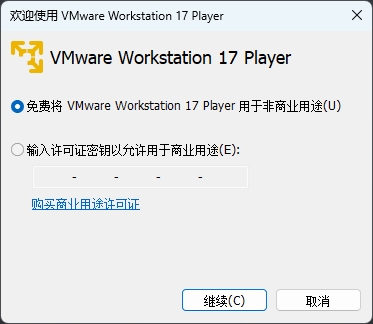 欢迎使用 VMware Workstation 17 Player
VMware Workstation 17 Player
免费将 VMware Workstation 17 Player 用于非商业用途(U)
输入许可证密钥以允许用于商业用途(E):
- - - -
购买商业用途许可证
继续(C) 取消